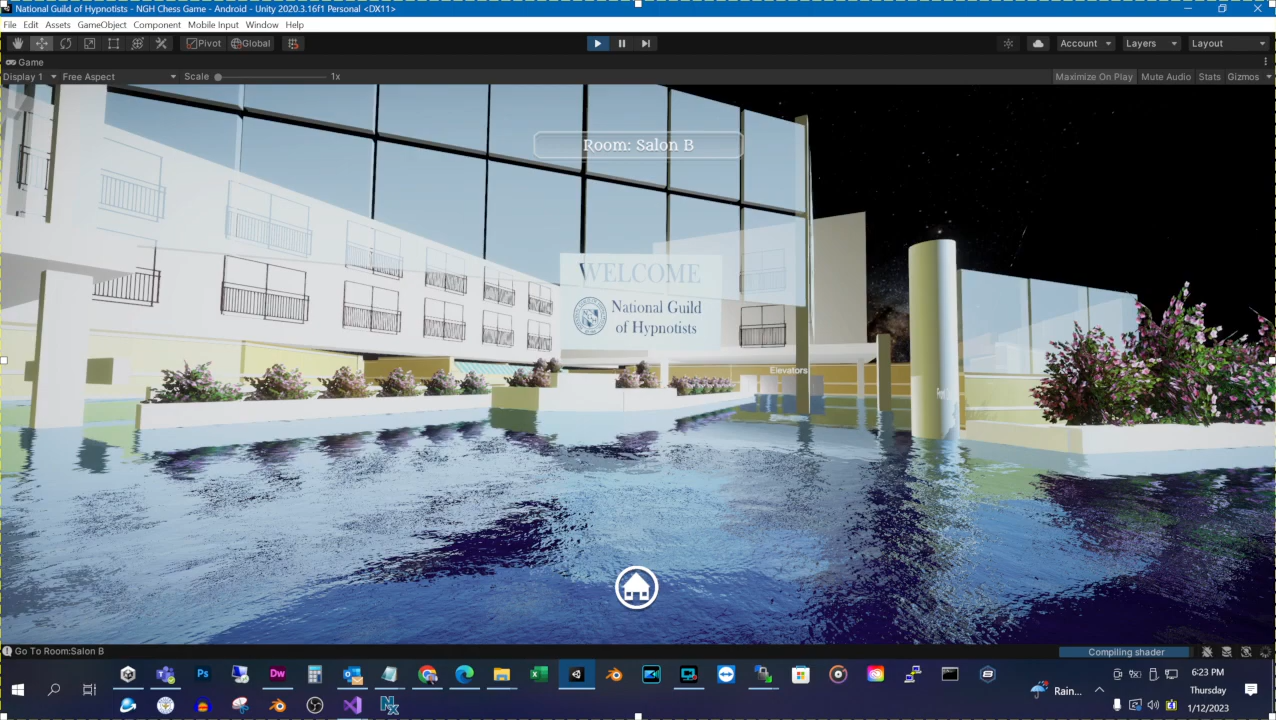 National Guild of Hypnotists - NGH Chess Game - Android - Unity 2020.3.16f1 Personal <DX11>
File Edit Assets GameObject Component Mobile Input Window Help
Pivot Global Account Layers Layout
Game
Display 1 Free Aspect Scale 1x Maximize On Play Mute Audio Stats Gizmos
Room: Salon B
WELCOME
National Guild
of Hypnotists
Elevators
Go To Room:Salon B Compiling shader
Ps Dw
6:23 PM
Rain... Thursday
1/12/2023